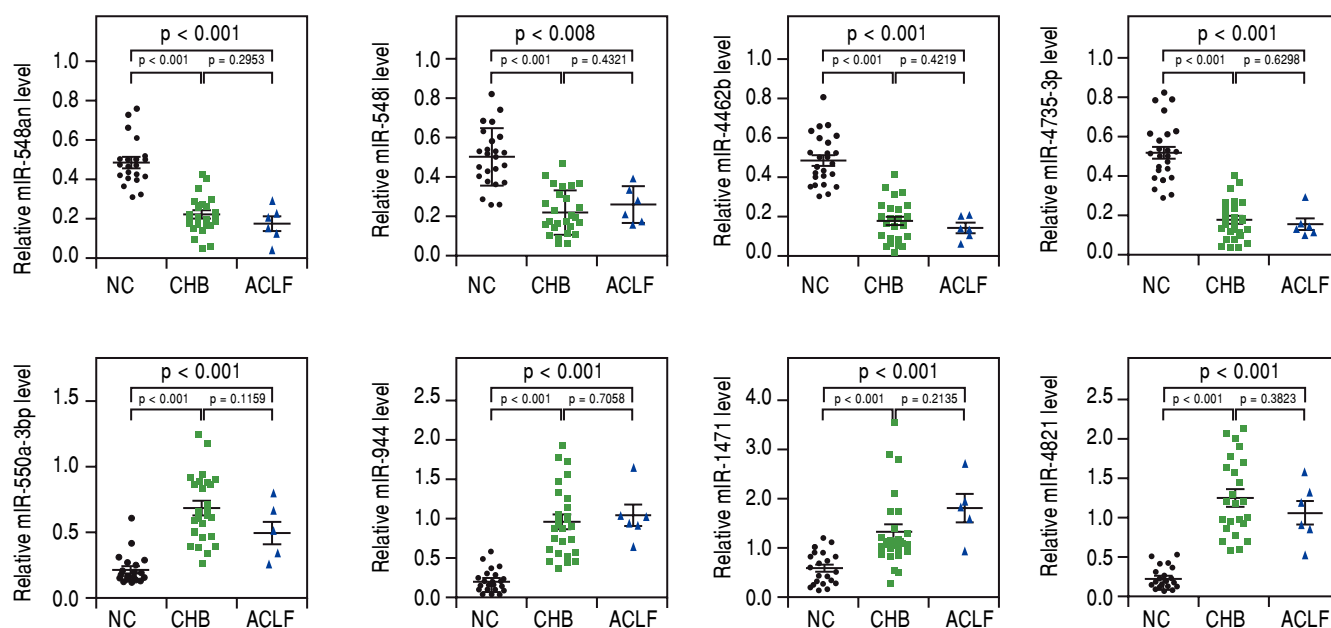 p < 0.001
p < 0.001
p = 0.2953
Relative mIR-548an level
1.0
0.8
0.6
0.4
0.2
0.0
NC
CHB
ACLF
p < 0.008
p < 0.001
p = 0.4321
Relative mIR-548i level
1.0
0.8
0.6
0.4
0.2
0.0
NC
CHB
ACLF
p < 0.001
p < 0.001
p = 0.4219
Relative mIR-4462b level
1.0
0.8
0.6
0.4
0.2
0.0
NC
CHB
ACLF
p < 0.001
p < 0.001
p = 0.6298
Relative mIR-4735-3p level
1.0
0.8
0.6
0.4
0.2
0.0
NC
CHB
ACLF
p < 0.001
p < 0.001
p = 0.1159
Relative mIR-550a-3bp level
1.5
1.0
0.5
0.0
NC
CHB
ACLF
p < 0.001
p < 0.001
p = 0.7058
Relative mIR-944 level
2.5
2.0
1.5
1.0
0.5
0.0
NC
CHB
ACLF
p < 0.001
p < 0.001
p = 0.2135
Relative mIR-1471 level
4.0
3.0
2.0
1.0
0.0
NC
CHB
ACLF
p < 0.001
p < 0.001
p = 0.3823
Relative mIR-4821 level
2.5
2.0
1.5
1.0
0.5
0.0
NC
CHB
ACLF